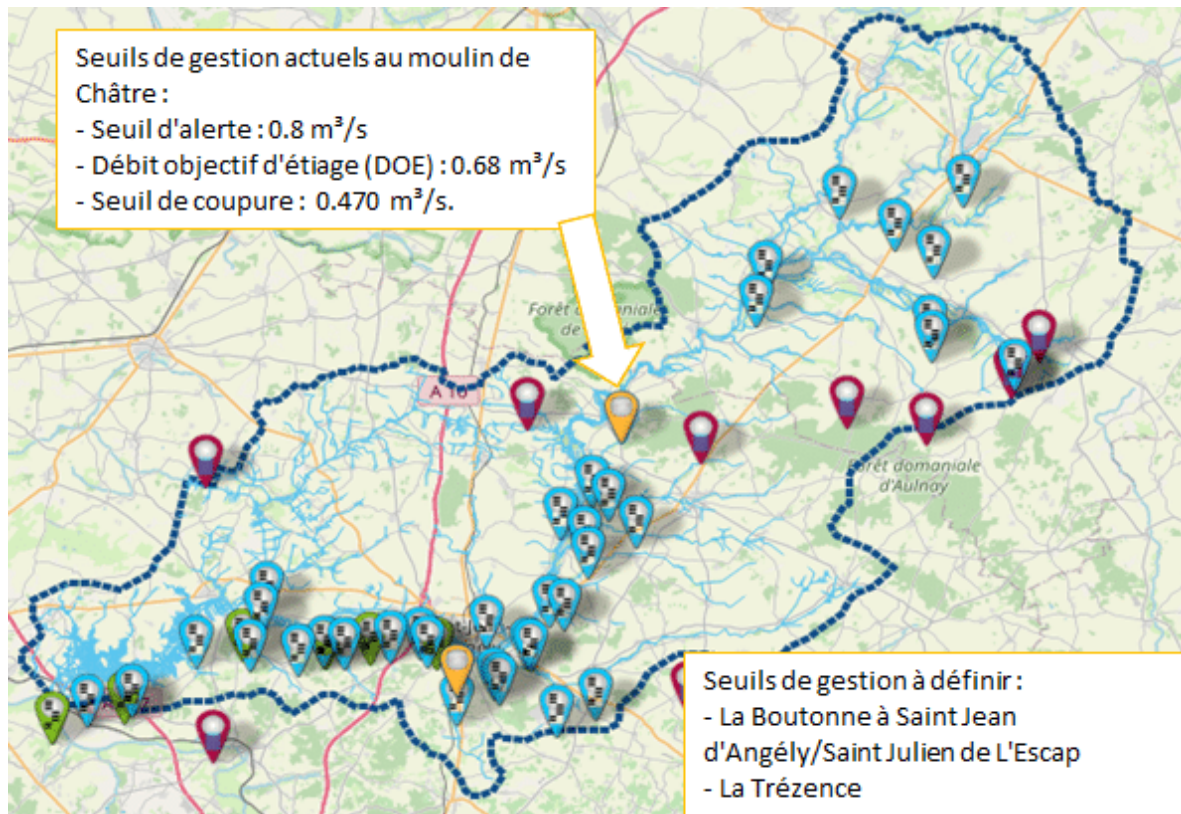 Seuils de gestion actuels au moulin de
Châtre :
- Seuil d'alerte : 0.8 m³/s
- Débit objectif d'étiage (DOE) : 0.68 m³/s
- Seuil de coupure : 0.470 m³/s.
Forêt domaniale
de
A 10
Forêt domaniale
d'Aulnay
Seuils de gestion à définir :
- La Boutonne à Saint Jean
d'Angély/Saint Julien de L'Escap
- La Trézence